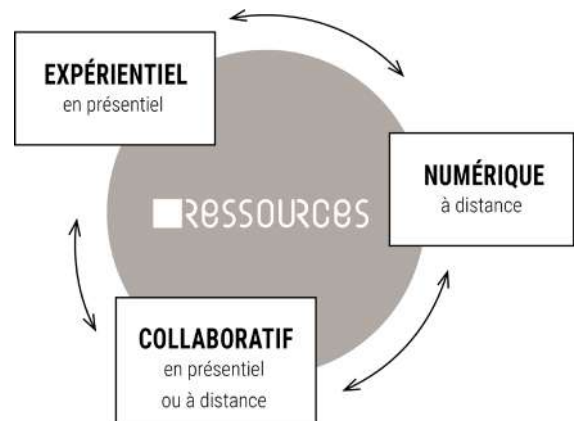 EXPÉRIENTIEL
en présentiel
NUMÉRIQUE
à distance
RESSOURCES
COLLABORATIF
en présentiel
ou à distance